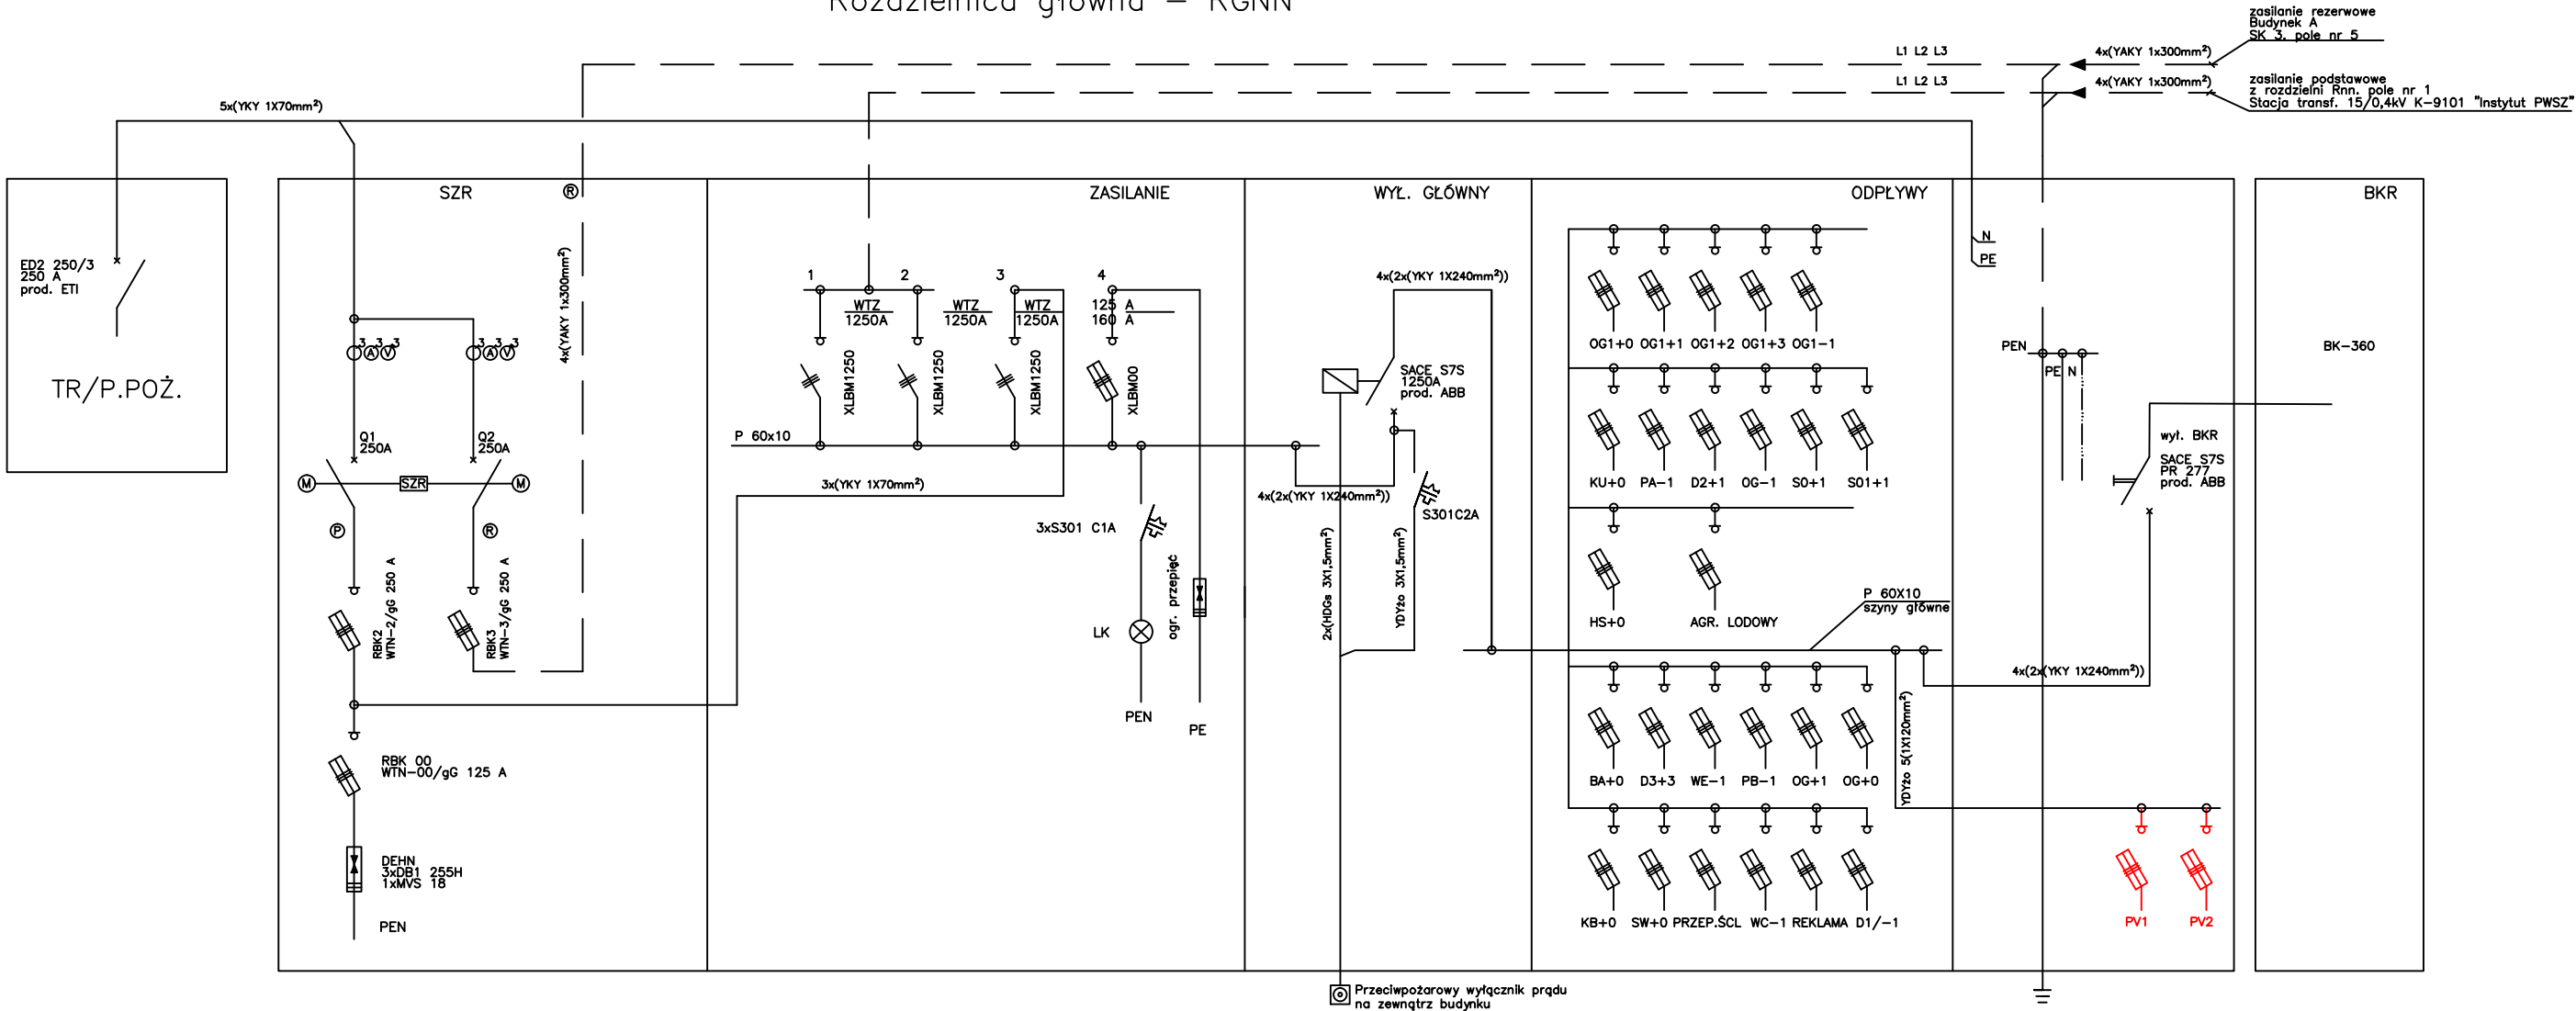 Rozdzielnica główna – RGNN
zasilanie rezerwowe
Budynek A
SK 3. pole nr 5
L1 L2 L3
4x(YAKY 1x300mm²)
zasilanie podstawowe
z rozdzielni Rnn. pole nr 1
Stacja transf. 15/0,4kV K-9101 "Instytut PWSZ"
L1 L2 L3
4x(YAKY 1x300mm²)
5x(YKY 1X70mm²)
ED2 250/3
250 A
prod. ETI
TR/P.POŻ.
SZR
R
4x(YAKY 1x300mm²)
3 3 3
A V
3 3 3
A V
Q1
250A
Q2
250A
M
SZR
M
P
R
RBK2
WTN-2/gG 250 A
RBK3
WTN-3/gG 250 A
RBK 00
WTN-00/gG 125 A
DEHN
3xDB1 255H
1xMVS 18
PEN
ZASILANIE
1
2
3
4
WTZ
1250A
WTZ
1250A
WTZ
1250A
125 A
160 A
XLBM1250
XLBM1250
XLBM1250
XLBM00
P 60x10
3x(YKY 1X70mm²)
3xS301 C1A
LK
ogr. przepięć
PEN
PE
WYŁ. GŁÓWNY
4x(2x(YKY 1X240mm²))
SACE S7S
1250A
prod. ABB
4x(2x(YKY 1X240mm²))
S301C2A
2x(HDGs 3X1,5mm²)
YDYżo 3X1,5mm²)
Przeciwpożarowy wyłącznik prądu
na zewnątrz budynku
ODPŁYWY
OG1+0 OG1+1 OG1+2 OG1+3 OG1-1
KU+0 PA-1 D2+1 OG-1 S0+1 S01+1
HS+0 AGR. LODOWY
P 60X10
szyny główne
BA+0 D3+3 WE-1 PB-1 OG+1 OG+0
KB+0 SW+0 PRZEP.ŚCL WC-1 REKLAMA D1/-1
YDYżo 5(1X120mm²)
N
PE
PEN
PE N
wył. BKR
SACE S7S
PR 277
prod. ABB
4x(2x(YKY 1X240mm²))
PV1 PV2
BKR
BK-360